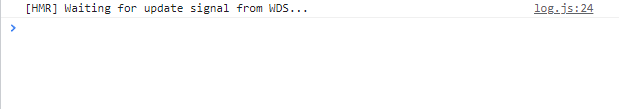 [HMR] Waiting for update signal from WDS... log.js:24
>